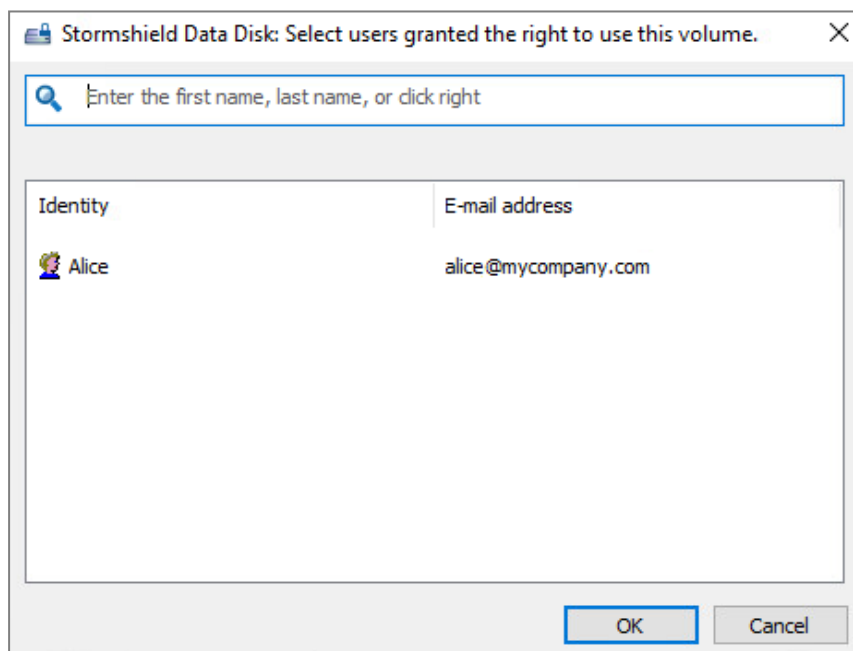 Stormshield Data Disk: Select users granted the right to use this volume.
Enter the first name, last name, or click right
Identity E-mail address
Alice alice@mycompany.com
OK Cancel